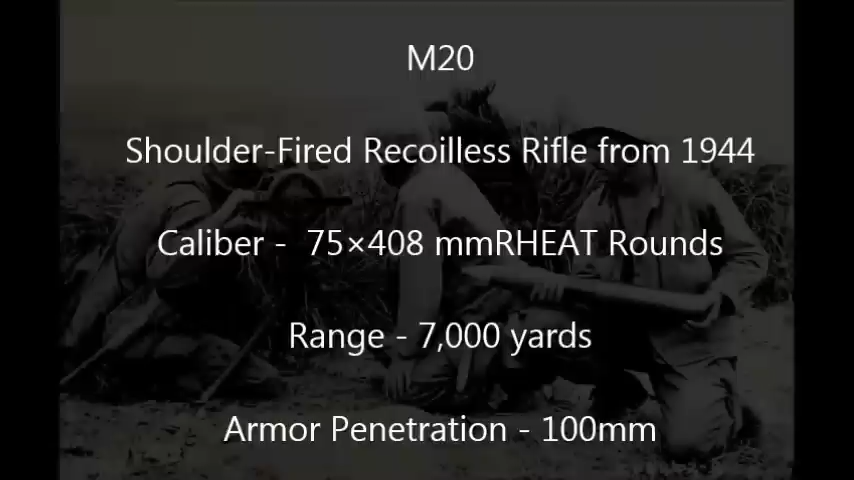 M20
Shoulder-Fired Recoilless Rifle from 1944
Caliber -  75×408 mmRHEAT Rounds
Range - 7,000 yards
Armor Penetration - 100mm